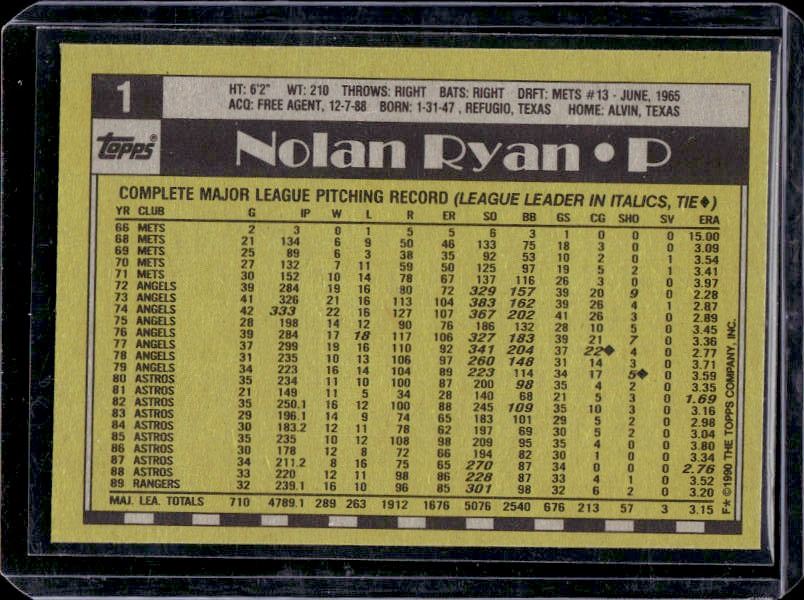 1
HT: 6'2" WT: 210 THROWS: RIGHT BATS: RIGHT DRFT: METS #13 - JUNE, 1965
ACQ: FREE AGENT, 12-7-88 BORN: 1-31-47 , REFUGIO, TEXAS HOME: ALVIN, TEXAS
TOPPS®
Nolan Ryan • P
COMPLETE MAJOR LEAGUE PITCHING RECORD (LEAGUE LEADER IN ITALICS, TIE◆)
YR CLUB G IP W L R ER SO BB GS CG SHO SV ERA
66 METS 2 3 0 1 5 5 6 3 1 0 0 0 15.00
68 METS 21 134 6 9 50 46 133 75 18 3 0 0 3.09
69 METS 25 89 6 3 38 35 92 53 10 2 0 1 3.54
70 METS 27 132 7 11 59 50 125 97 19 5 2 1 3.41
71 METS 30 152 10 14 78 67 137 116 26 3 0 0 3.97
72 ANGELS 39 284 19 16 80 72 329 157 39 20 9 0 2.28
73 ANGELS 41 326 21 16 113 104 383 162 39 26 4 1 2.87
74 ANGELS 42 333 22 16 127 107 367 202 41 26 3 0 2.89
75 ANGELS 28 198 14 12 90 76 186 132 28 10 5 0 3.45
76 ANGELS 39 284 17 18 117 106 327 183 39 21 7 0 3.36
77 ANGELS 37 299 19 16 110 92 341 204 37 22◆ 4 0 2.77
78 ANGELS 31 235 10 13 106 97 260 148 31 14 3 0 3.71
79 ANGELS 34 223 16 14 104 89 223 114 34 17 5◆ 0 3.59
80 ASTROS 35 234 11 10 100 87 200 98 35 4 2 0 3.35
81 ASTROS 21 149 11 5 34 28 140 68 21 5 3 0 1.69
82 ASTROS 35 250.1 16 12 100 88 245 109 35 10 3 0 3.16
83 ASTROS 29 196.1 14 9 74 65 183 101 29 5 2 0 2.98
84 ASTROS 30 183.2 12 11 78 62 197 69 30 5 2 0 3.04
85 ASTROS 35 235 10 12 108 98 209 95 35 4 0 0 3.80
86 ASTROS 30 178 12 8 72 66 194 82 30 1 0 0 3.34
87 ASTROS 34 211.2 8 16 75 65 270 87 34 0 0 0 2.76
88 ASTROS 33 220 12 11 98 86 228 87 33 4 1 0 3.52
89 RANGERS 32 239.1 16 10 96 85 301 98 32 6 2 0 3.20
MAJ. LEA. TOTALS 710 4789.1 289 263 1912 1676 5076 2540 676 213 57 3 3.15
F★ ©1990 THE TOPPS COMPANY, INC.